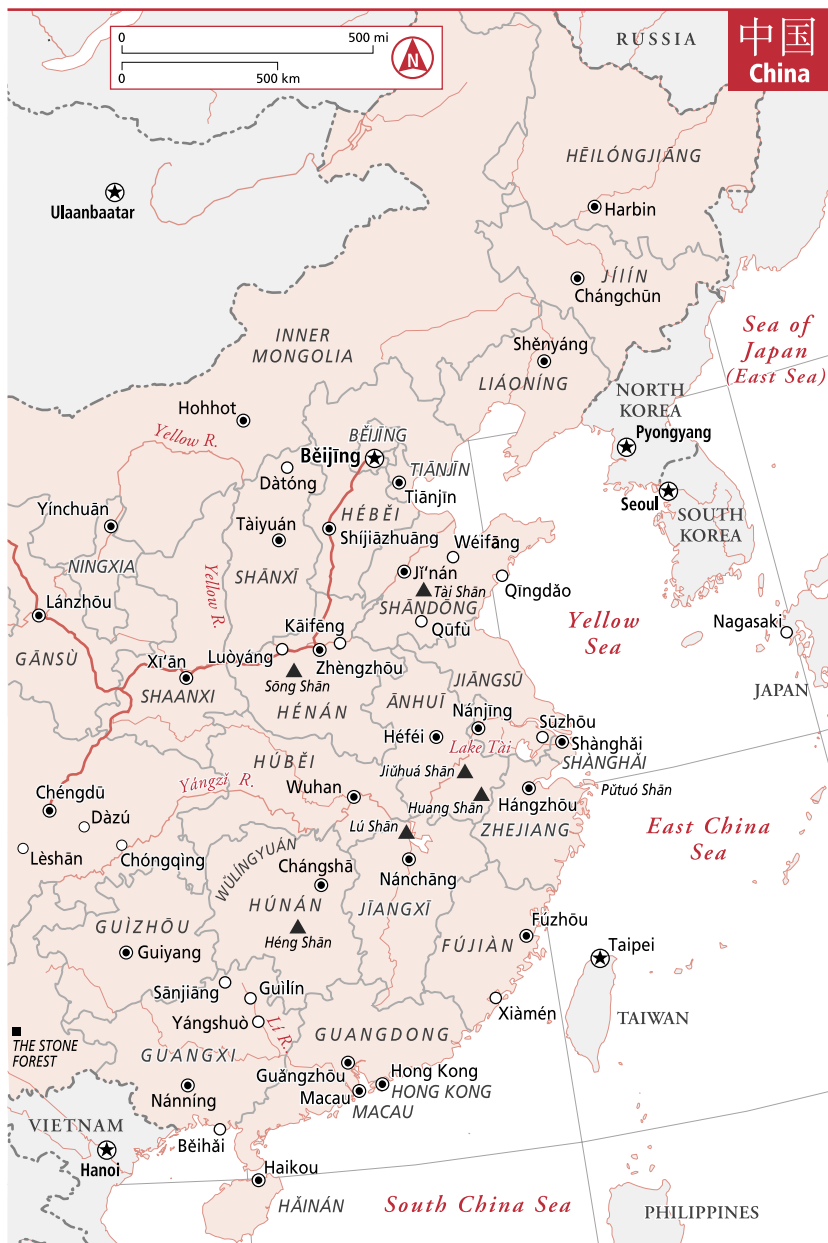 0
500 mi
0
500 km
N
中国
China
RUSSIA
HĒILÓNGJIĀNG
Ulaanbaatar
Harbin
JÍIÍN
Chángchūn
INNER
MONGOLIA
Shěnyáng
LIÁONÍNG
Sea of
Japan
(East Sea)
NORTH
KOREA
Hohhot
Yellow R.
BĚIJĪNG
Pyongyang
Běijīng
TIĀNJĪN
Dàtóng
Tiānjīn
Seoul
SOUTH
KOREA
Yínchuān
HÉBĚI
Tàiyuán
Shíjiāzhuāng
Wéifāng
NINGXIA
SHĀNXĪ
Yellow R.
Jǐ‘nán
Tài Shān
Qīngdǎo
Lánzhōu
SHĀNDŌNG
Qūfù
Yellow
Sea
Nagasaki
Kāifēng
GĀNSÙ
Xī‘ān
Luòyáng
Zhèngzhōu
SHAANXI
Sōng Shān
JIĀNGSŪ
JAPAN
HÉNÁN
ĀNHUĪ
Nánjīng
Sūzhōu
Héféi
Lake Tài
Shànghǎi
SHÀNGHǍI
HÚBĚI
Jiǔhuá Shān
Yángzǐ R.
Wuhan
Huang Shān
Hángzhōu
Pǔtuó Shān
Chéngdū
Dàzú
Lú Shān
ZHEJIANG
East China
Sea
Lèshān
Chóngqìng
WǓLÍNGYUÁN
Chángshā
Nánchāng
HÚNÁN
JĪANGXĪ
GUÌZHŌU
Guiyang
Héng Shān
FÚJIÀN
Fúzhōu
Taipei
Sānjiāng
Guìlín
Xiàmén
Yángshuò
Lí R.
GUANGDONG
TAIWAN
THE STONE
FOREST
GUANGXI
Guǎngzhōu
Hong Kong
HONG KONG
Nánníng
Macau
MACAU
VIETNAM
Běihǎi
Hanoi
Haikou
HǍINÁN
South China Sea
PHILIPPINES